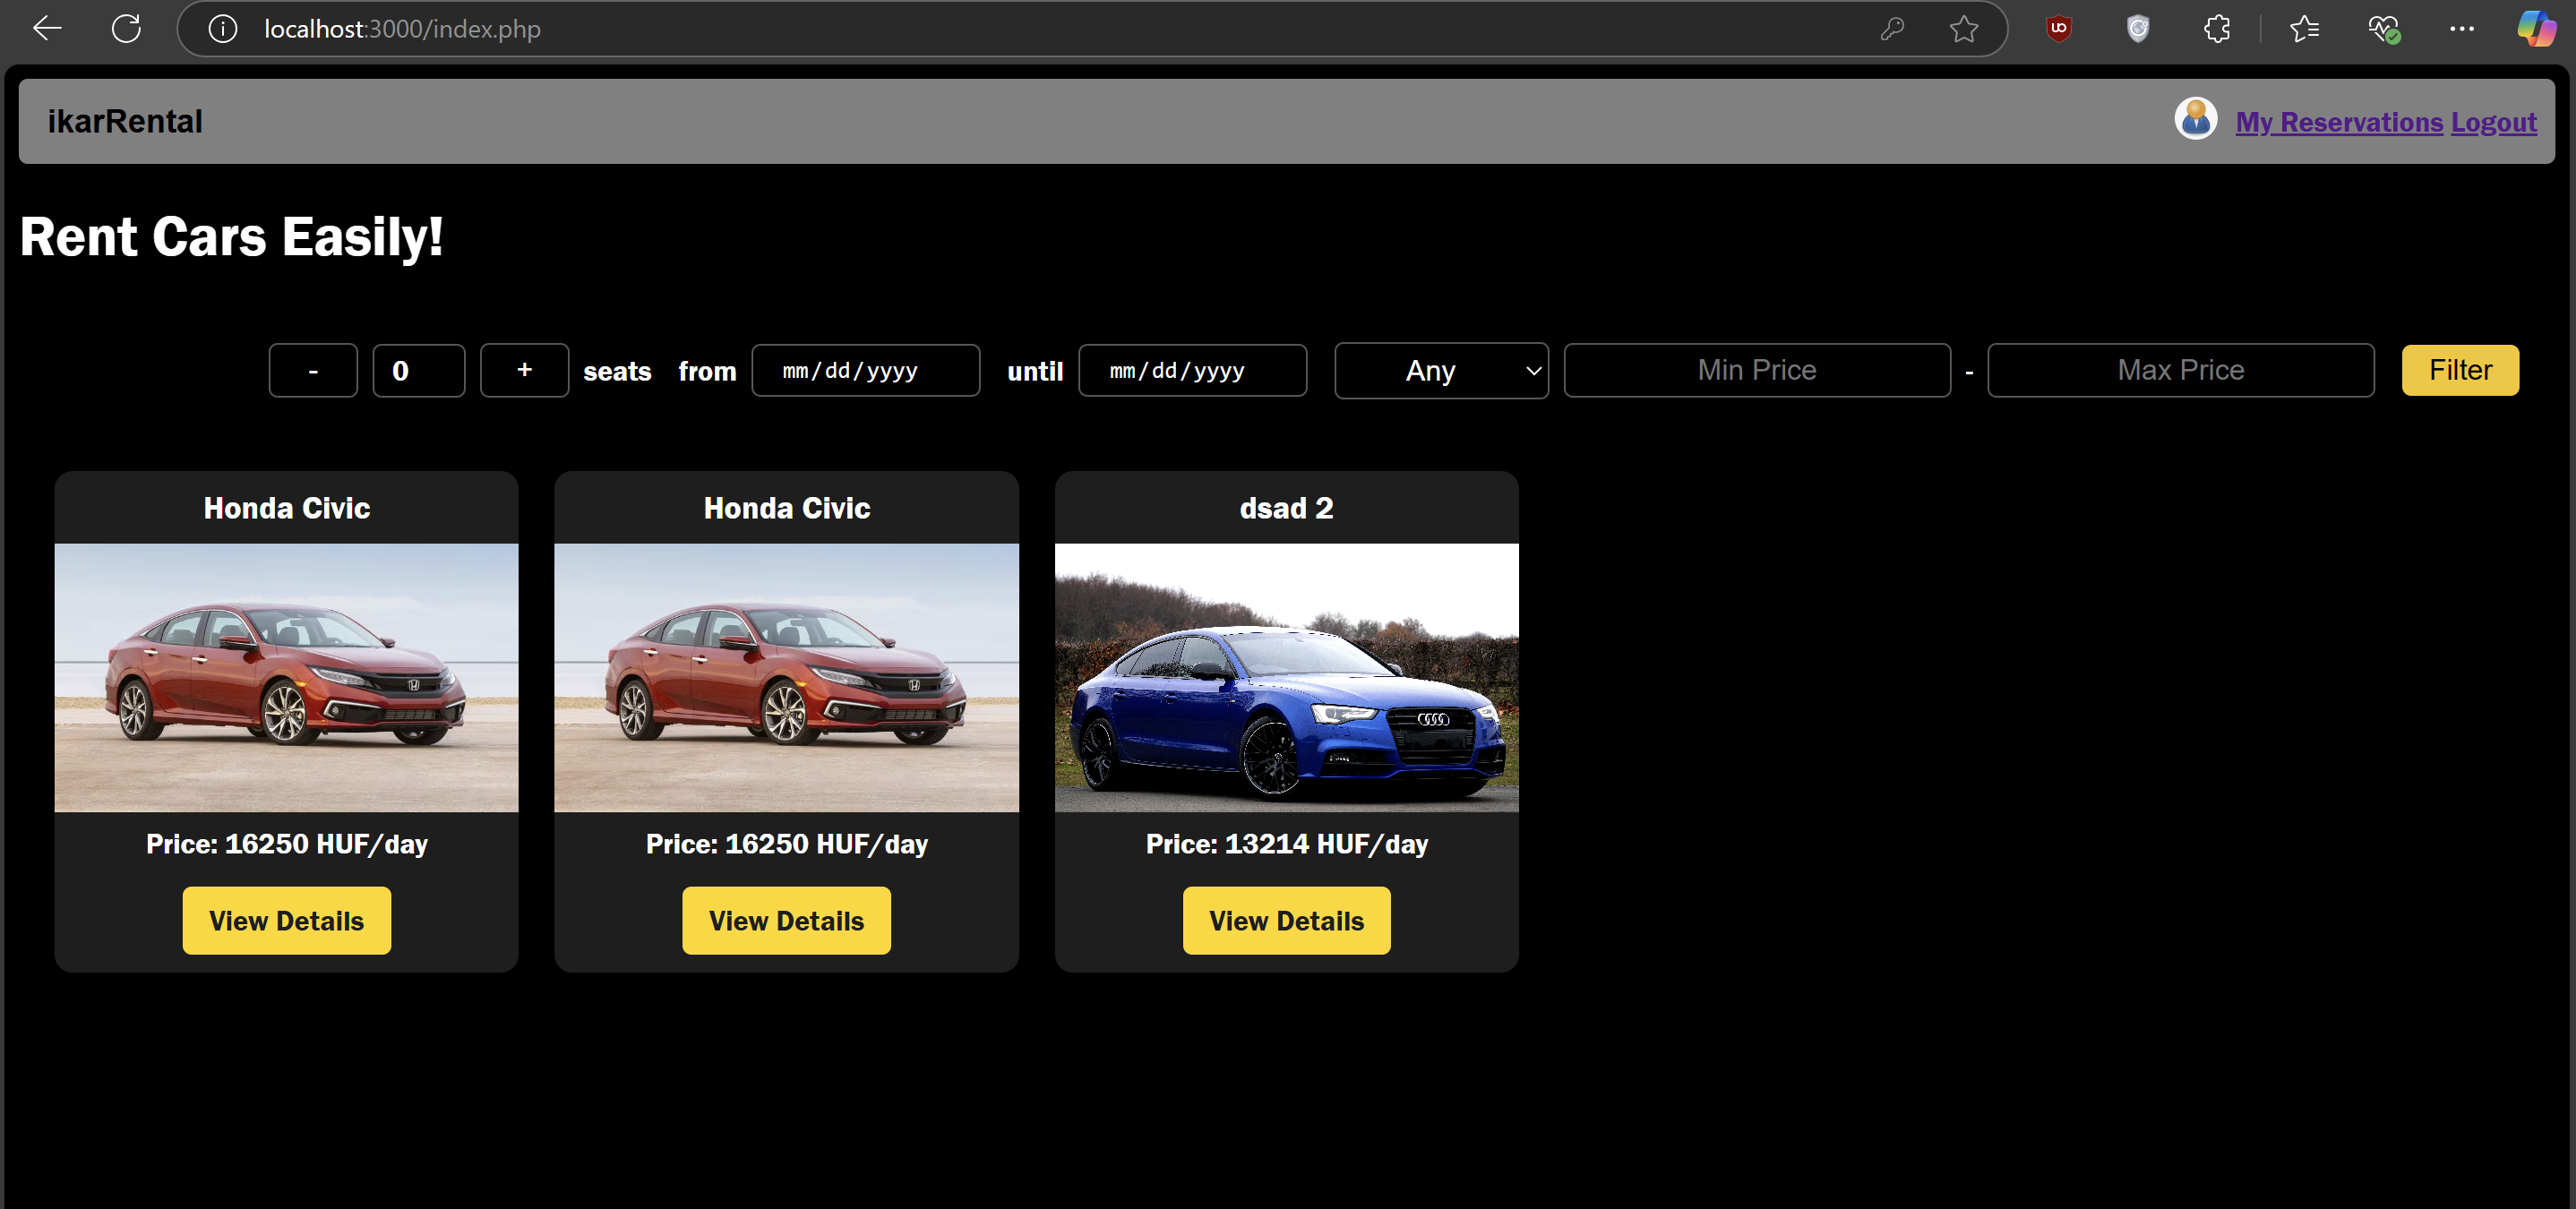 localhost:3000/index.php
ikarRental
My Reservations Logout
Rent Cars Easily!
- 0 + seats from mm/dd/yyyy until mm/dd/yyyy Any Min Price - Max Price Filter
Honda Civic
Price: 16250 HUF/day
View Details
Honda Civic
Price: 16250 HUF/day
View Details
dsad 2
Price: 13214 HUF/day
View Details